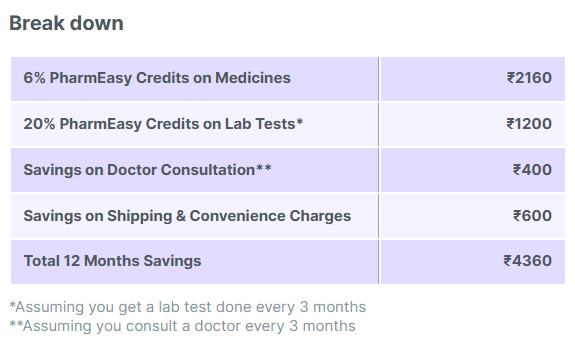 Break down
6% PharmEasy Credits on Medicines ₹2160
20% PharmEasy Credits on Lab Tests* ₹1200
Savings on Doctor Consultation** ₹400
Savings on Shipping & Convenience Charges ₹600
Total 12 Months Savings ₹4360
*Assuming you get a lab test done every 3 months
**Assuming you consult a doctor every 3 months